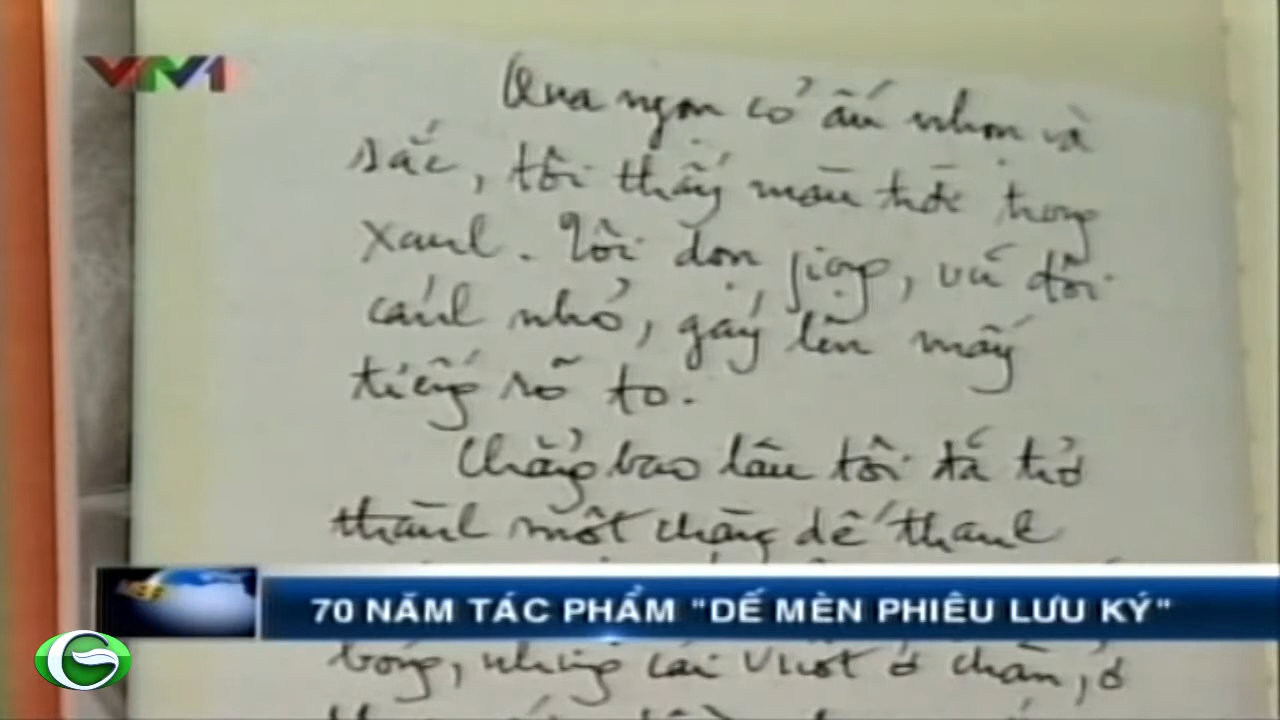 VTV1
Qua ngọn cỏ ấu nhọn và
sắc, tôi thấy màu trời trong
xanh. Tôi dọn giọng, vỗ đôi
cánh nhỏ, gáy lên mấy
tiếng rõ to.
Chẳng bao lâu tôi đã trở
thành một chàng dế thanh
70 NĂM TÁC PHẨM "DẾ MÈN PHIÊU LƯU KÝ"
bóng, những cái vuốt ở chân, ở